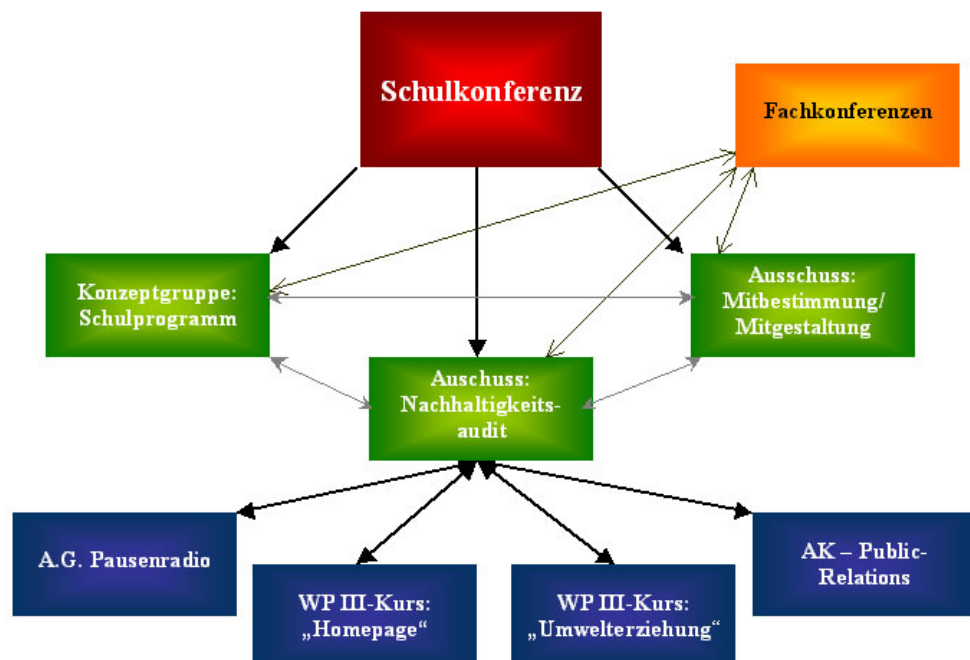 Schulkonferenz
Fachkonferenzen
Konzeptgruppe:
Schulprogramm
Ausschuss:
Mitbestimmung/
Mitgestaltung
Auschuss:
Nachhaltigkeits-
audit
A.G. Pausenradio
WP III-Kurs:
„Homepage“
WP III-Kurs:
„Umwelterziehung“
AK – Public-
Relations